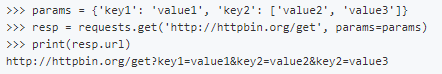 >>> params = {'key1': 'value1', 'key2': ['value2', 'value3']}
>>> resp = requests.get('http://httpbin.org/get', params=params)
>>> print(resp.url)
http://httpbin.org/get?key1=value1&key2=value2&key2=value3